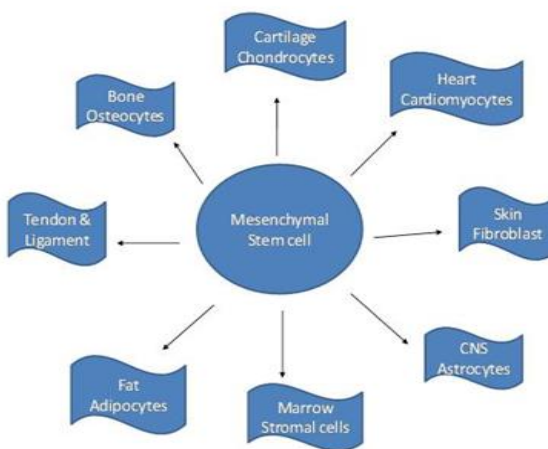 Cartilage
Chondrocytes
Heart
Cardiomyocytes
Bone
Osteocytes
Mesenchymal
Stem cell
Tendon &
Ligament
Skin
Fibroblast
CNS
Astrocytes
Fat
Adipocytes
Marrow
Stromal cells